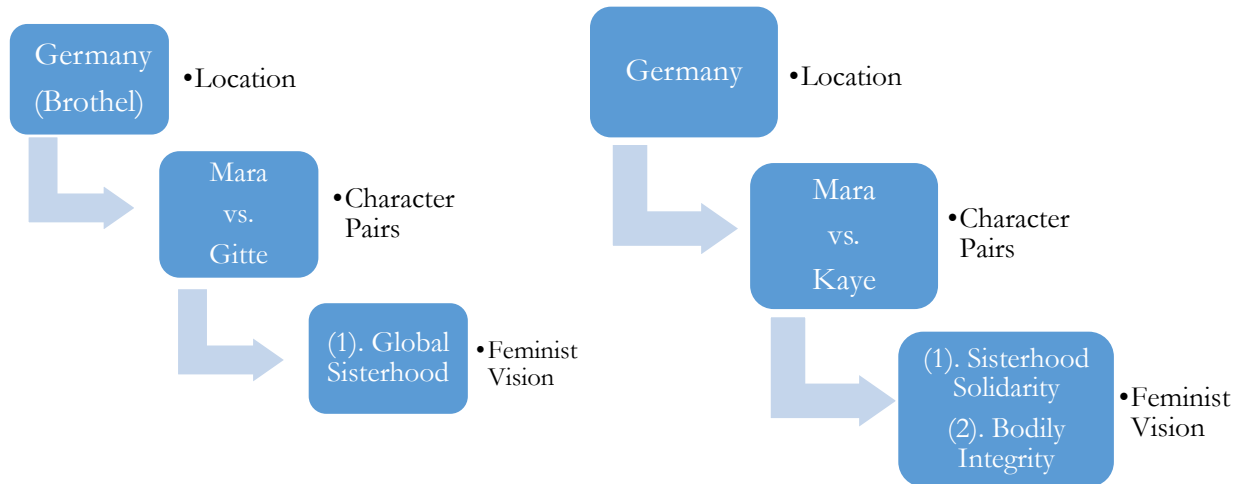 Germany
(Brothel)
•Location
Mara
vs.
Gitte
•Character
Pairs
(1). Global
Sisterhood
•Feminist
Vision
Germany
•Location
Mara
vs.
Kaye
•Character
Pairs
(1). Sisterhood
Solidarity
(2). Bodily
Integrity
•Feminist
Vision